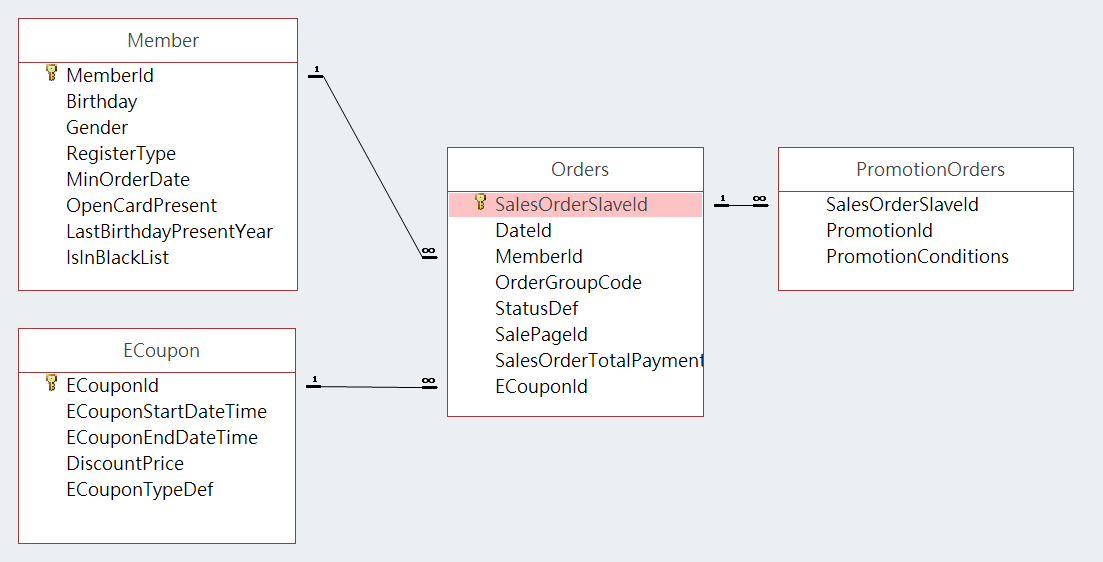 Member
MemberId
Birthday
Gender
RegisterType
MinOrderDate
OpenCardPresent
LastBirthdayPresentYear
IsInBlackList
1
∞
ECoupon
ECouponId
ECouponStartDateTime
ECouponEndDateTime
DiscountPrice
ECouponTypeDef
1
∞
Orders
SalesOrderSlaveId
DateId
MemberId
OrderGroupCode
StatusDef
SalePageId
SalesOrderTotalPayment
ECouponId
1
∞
PromotionOrders
SalesOrderSlaveId
PromotionId
PromotionConditions